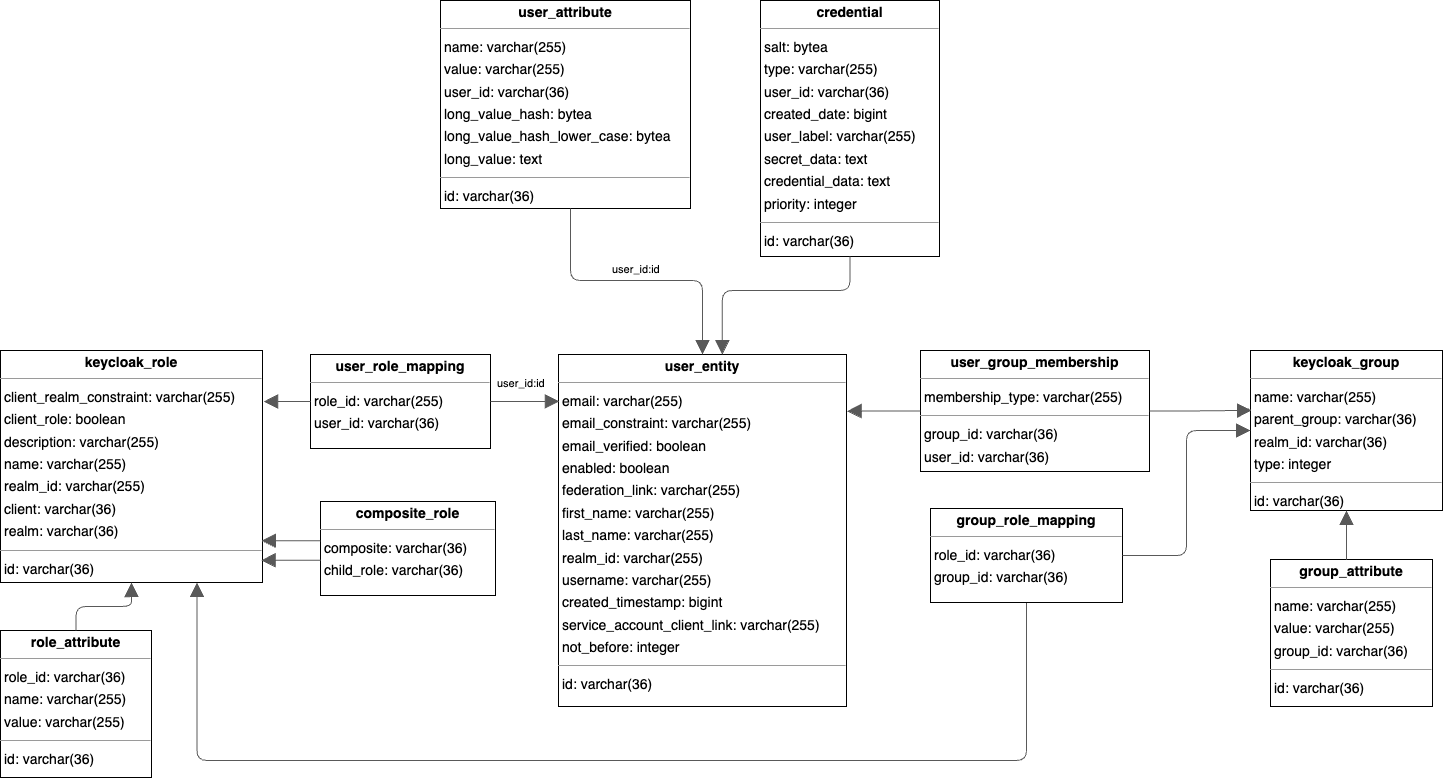 user_attribute
name: varchar(255)
value: varchar(255)
user_id: varchar(36)
long_value_hash: bytea
long_value_hash_lower_case: bytea
long_value: text
id: varchar(36)
credential
salt: bytea
type: varchar(255)
user_id: varchar(36)
created_date: bigint
user_label: varchar(255)
secret_data: text
credential_data: text
priority: integer
id: varchar(36)
user_id:id
keycloak_role
client_realm_constraint: varchar(255)
client_role: boolean
description: varchar(255)
name: varchar(255)
realm_id: varchar(255)
client: varchar(36)
realm: varchar(36)
id: varchar(36)
user_role_mapping
role_id: varchar(255)
user_id: varchar(36)
user_id:id
composite_role
composite: varchar(36)
child_role: varchar(36)
user_entity
email: varchar(255)
email_constraint: varchar(255)
email_verified: boolean
enabled: boolean
federation_link: varchar(255)
first_name: varchar(255)
last_name: varchar(255)
realm_id: varchar(255)
username: varchar(255)
created_timestamp: bigint
service_account_client_link: varchar(255)
not_before: integer
id: varchar(36)
user_group_membership
membership_type: varchar(255)
group_id: varchar(36)
user_id: varchar(36)
keycloak_group
name: varchar(255)
parent_group: varchar(36)
realm_id: varchar(36)
type: integer
id: varchar(36)
group_role_mapping
role_id: varchar(36)
group_id: varchar(36)
group_attribute
name: varchar(255)
value: varchar(255)
group_id: varchar(36)
id: varchar(36)
role_attribute
role_id: varchar(36)
name: varchar(255)
value: varchar(255)
id: varchar(36)